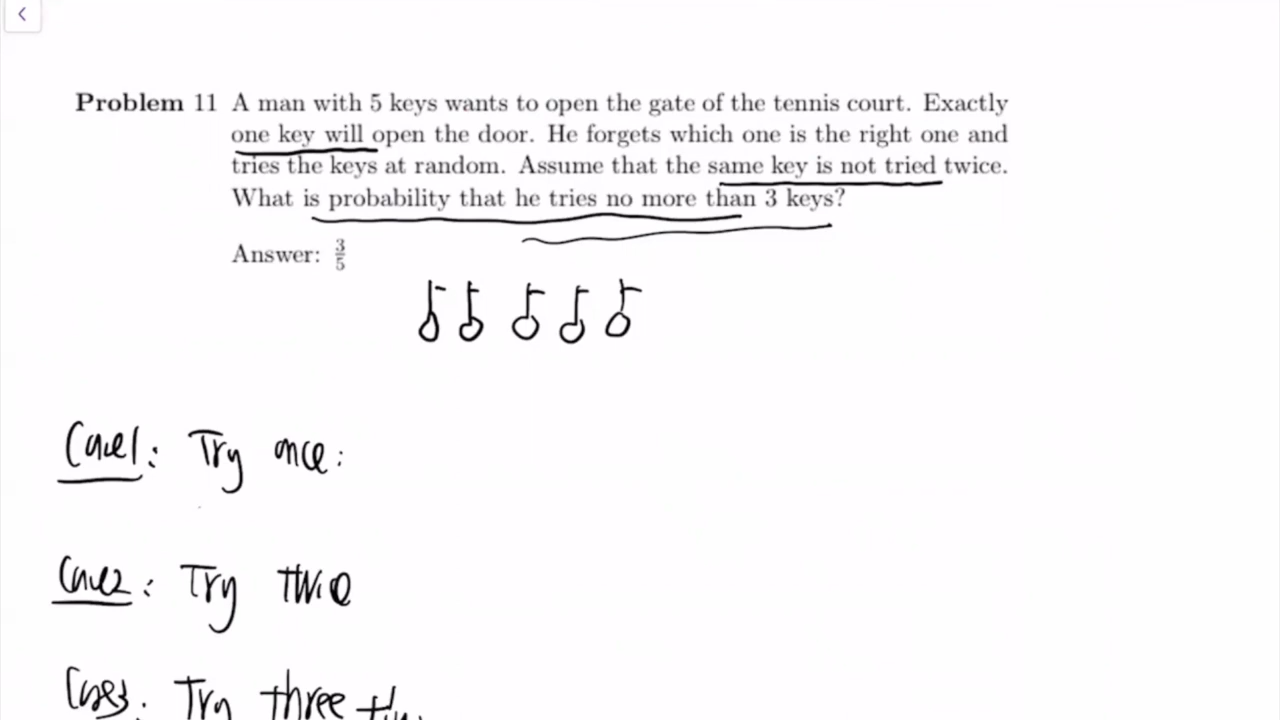 Problem 11 A man with 5 keys wants to open the gate of the tennis court. Exactly
one key will open the door. He forgets which one is the right one and
tries the keys at random. Assume that the same key is not tried twice.
What is probability that he tries no more than 3 keys?
Answer: 3/5
Case1: Try once:
Case2: Try twice
Case3: Try three